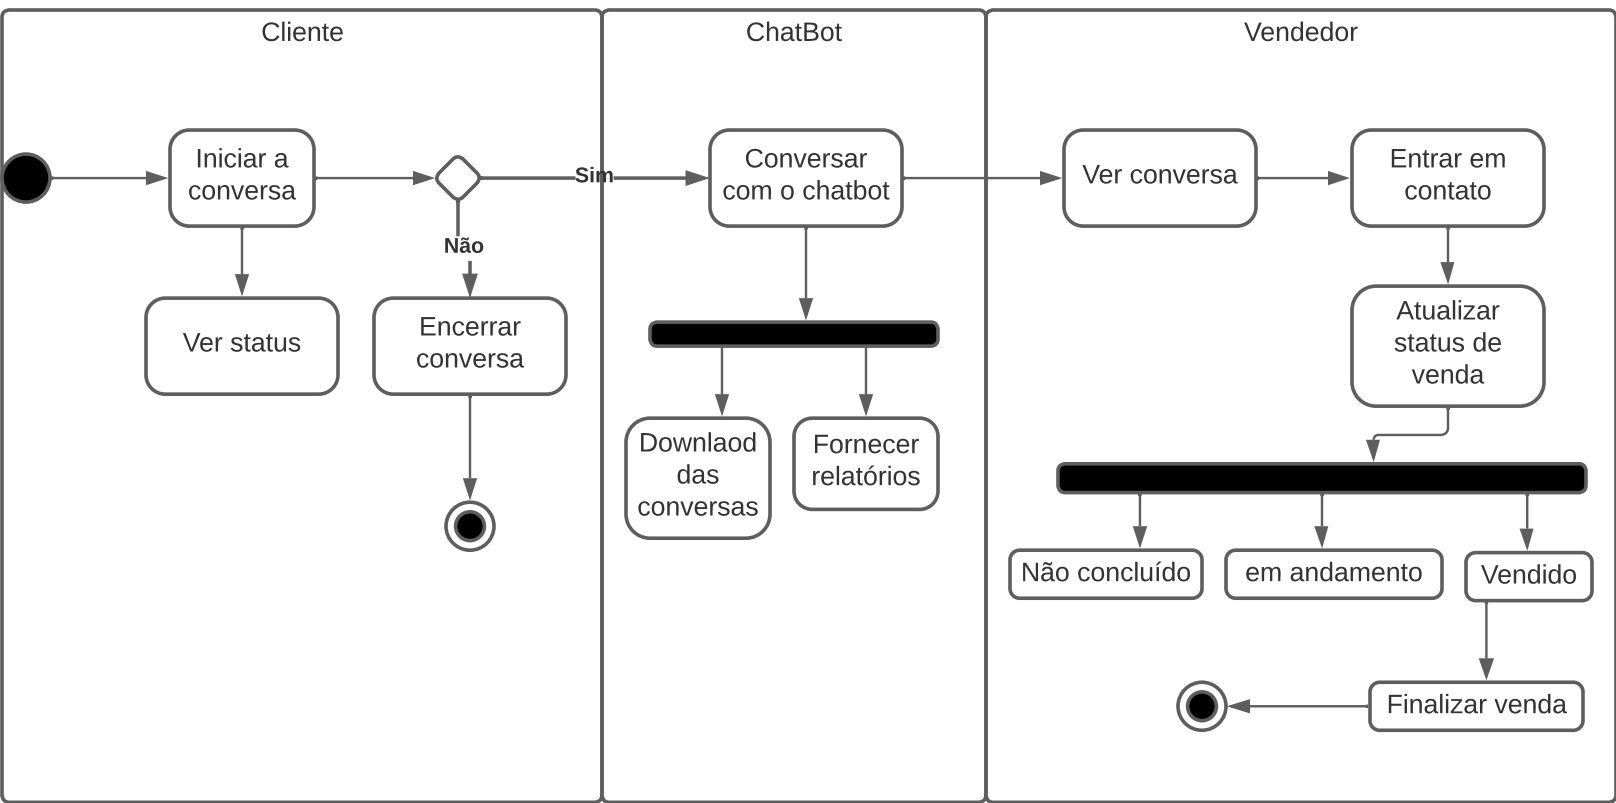 Cliente
Iniciar a
conversa
Sim
Não
Ver status
Encerrar
conversa
ChatBot
Conversar
com o chatbot
Downlaod
das
conversas
Fornecer
relatórios
Vendedor
Ver conversa
Entrar em
contato
Atualizar
status de
venda
Não concluído
em andamento
Vendido
Finalizar venda